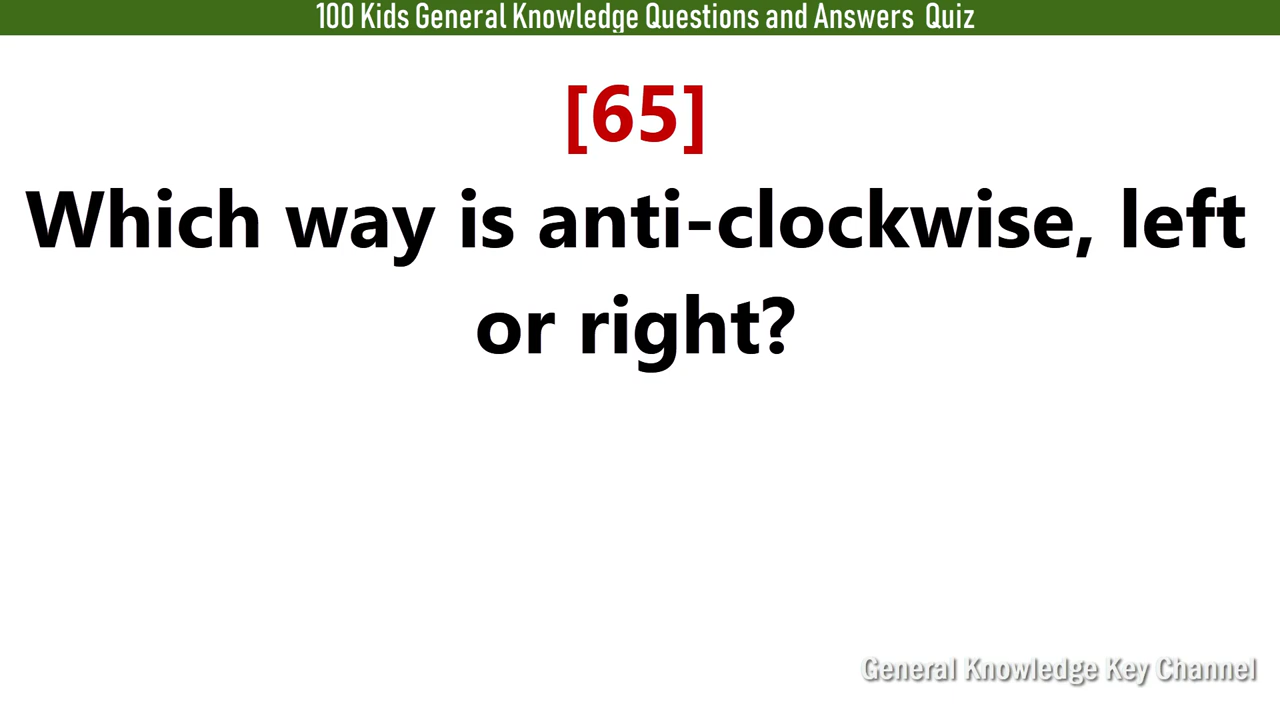 100 Kids General Knowledge Questions and Answers Quiz
[65]
Which way is anti-clockwise, left
or right?
General Knowledge Key Channel